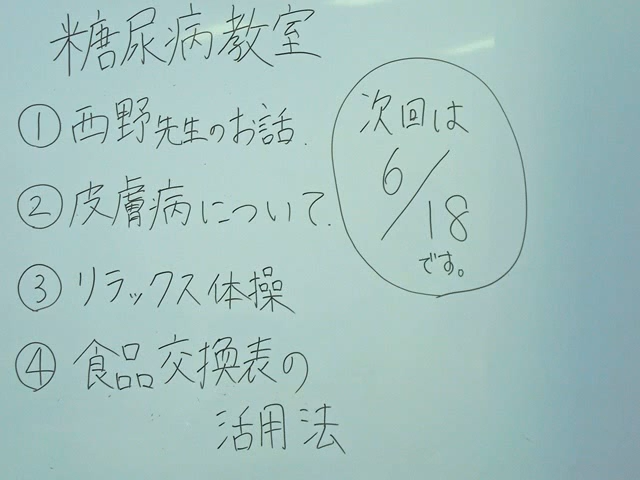 糖尿病教室
① 西野先生のお話.
② 皮膚病について.
③ リラックス体操
④ 食品交換表の
活用法
次回は
6/18
です。